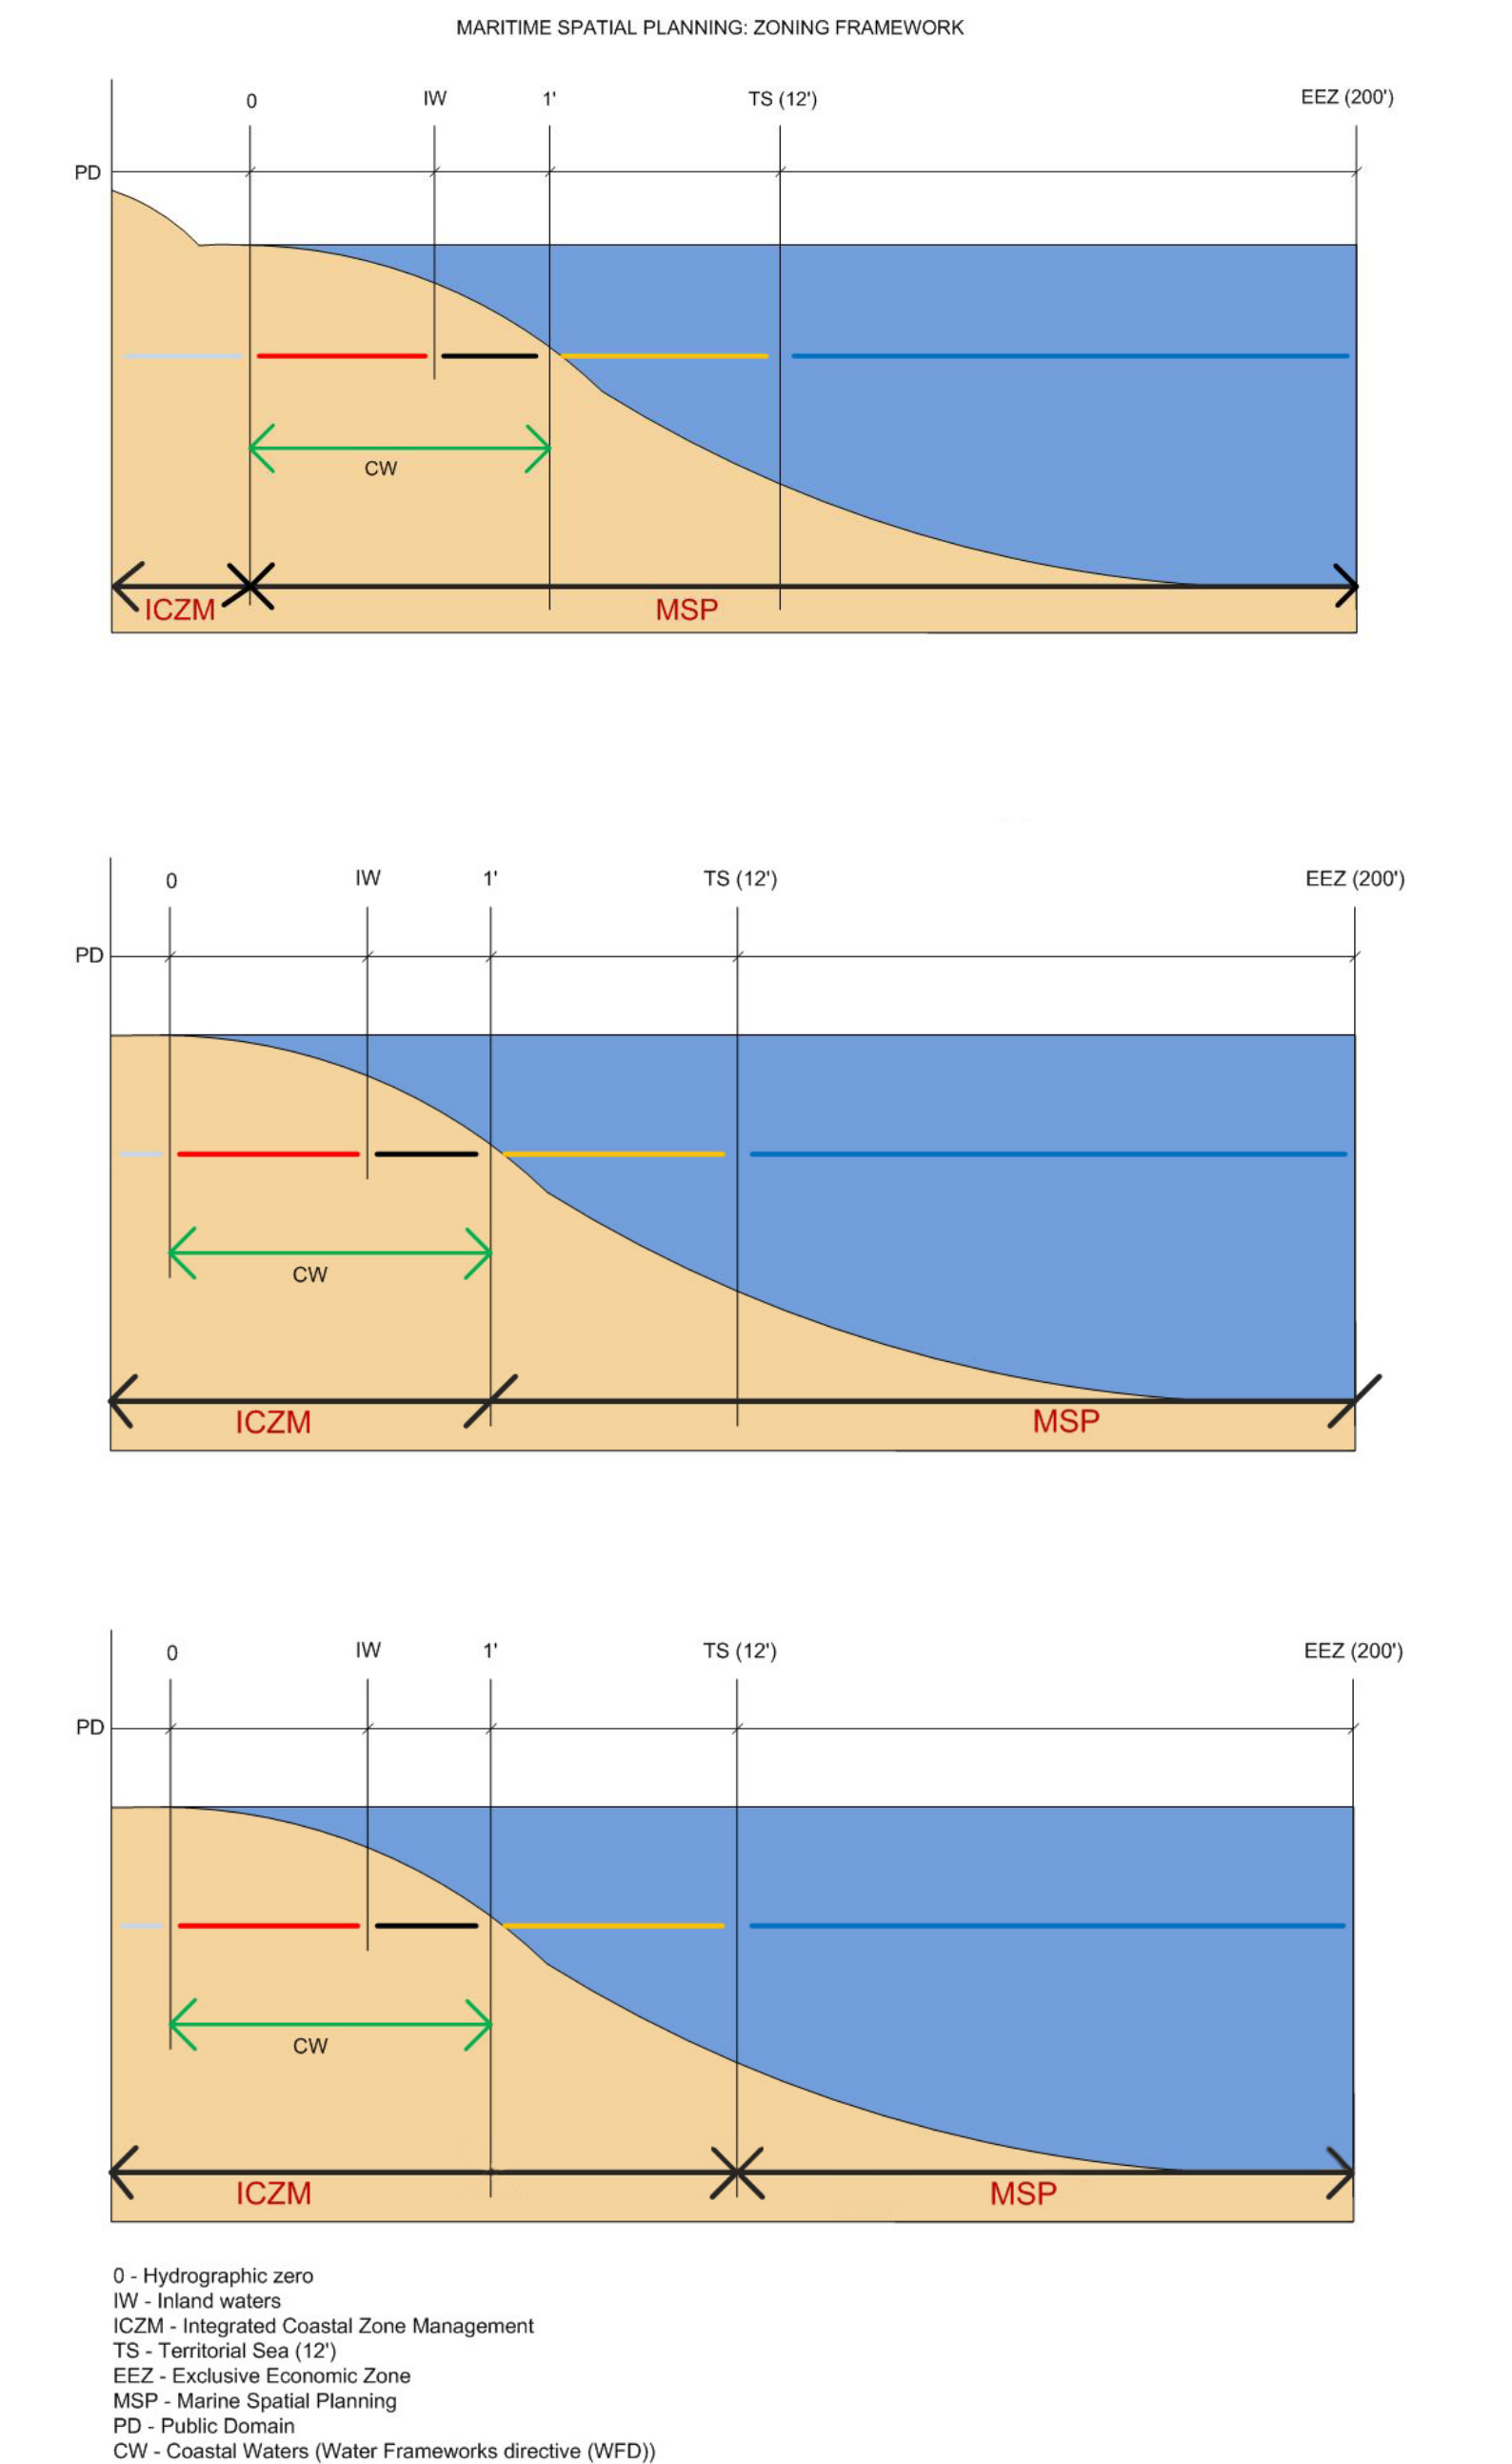 MARITIME SPATIAL PLANNING: ZONING FRAMEWORK
0 IW 1' TS (12') EEZ (200')
PD
CW
ICZM MSP
0 IW 1' TS (12') EEZ (200')
PD
CW
ICZM MSP
0 IW 1' TS (12') EEZ (200')
PD
CW
ICZM MSP
0 - Hydrographic zero
IW - Inland waters
ICZM - Integrated Coastal Zone Management
TS - Territorial Sea (12')
EEZ - Exclusive Economic Zone
MSP - Marine Spatial Planning
PD - Public Domain
CW - Coastal Waters (Water Frameworks directive (WFD))